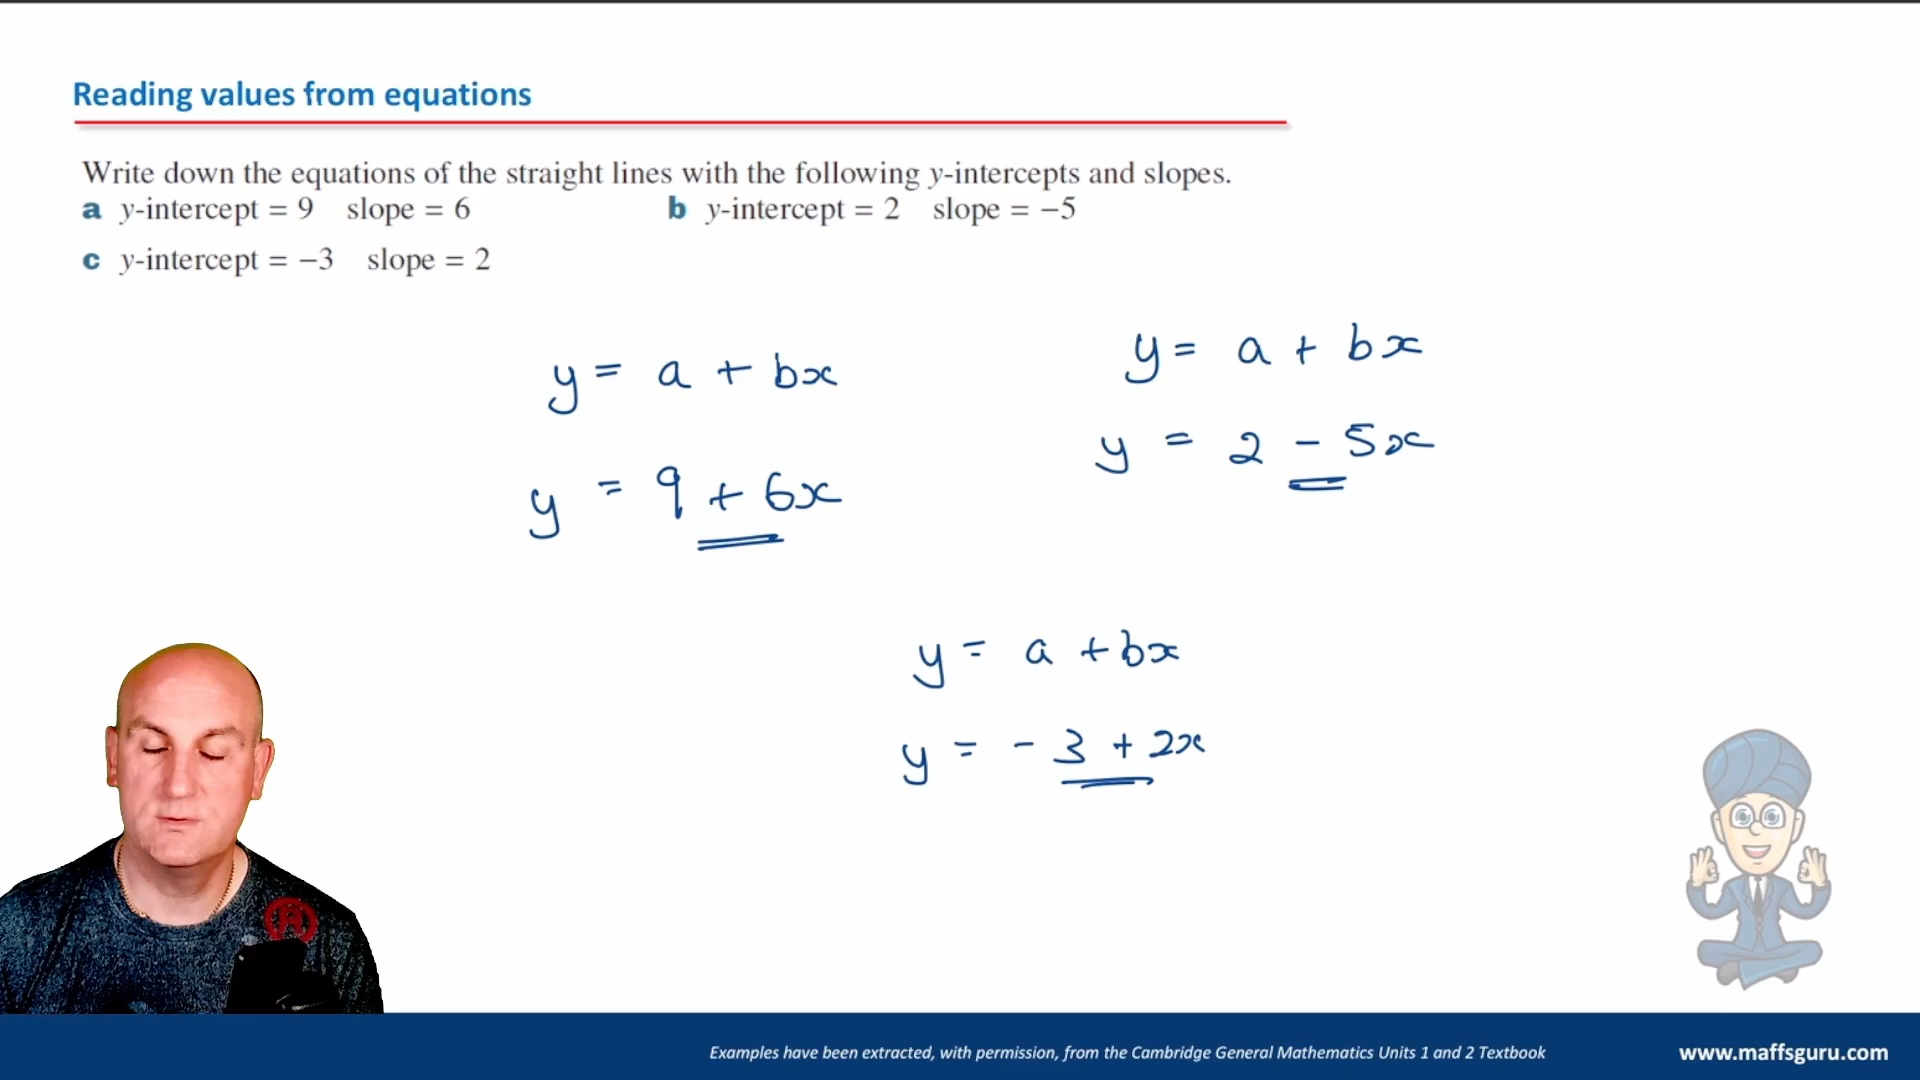 Reading values from equations
Write down the equations of the straight lines with the following y-intercepts and slopes.
a y-intercept = 9 slope = 6 b y-intercept = 2 slope = −5
c y-intercept = −3 slope = 2
y = a + bx
y = 9 + 6x
y = a + bx
y = 2 − 5x
y = a + bx
y = - 3 + 2x
Examples have been extracted, with permission, from the Cambridge General Mathematics Units 1 and 2 Textbook
www.maffsguru.com